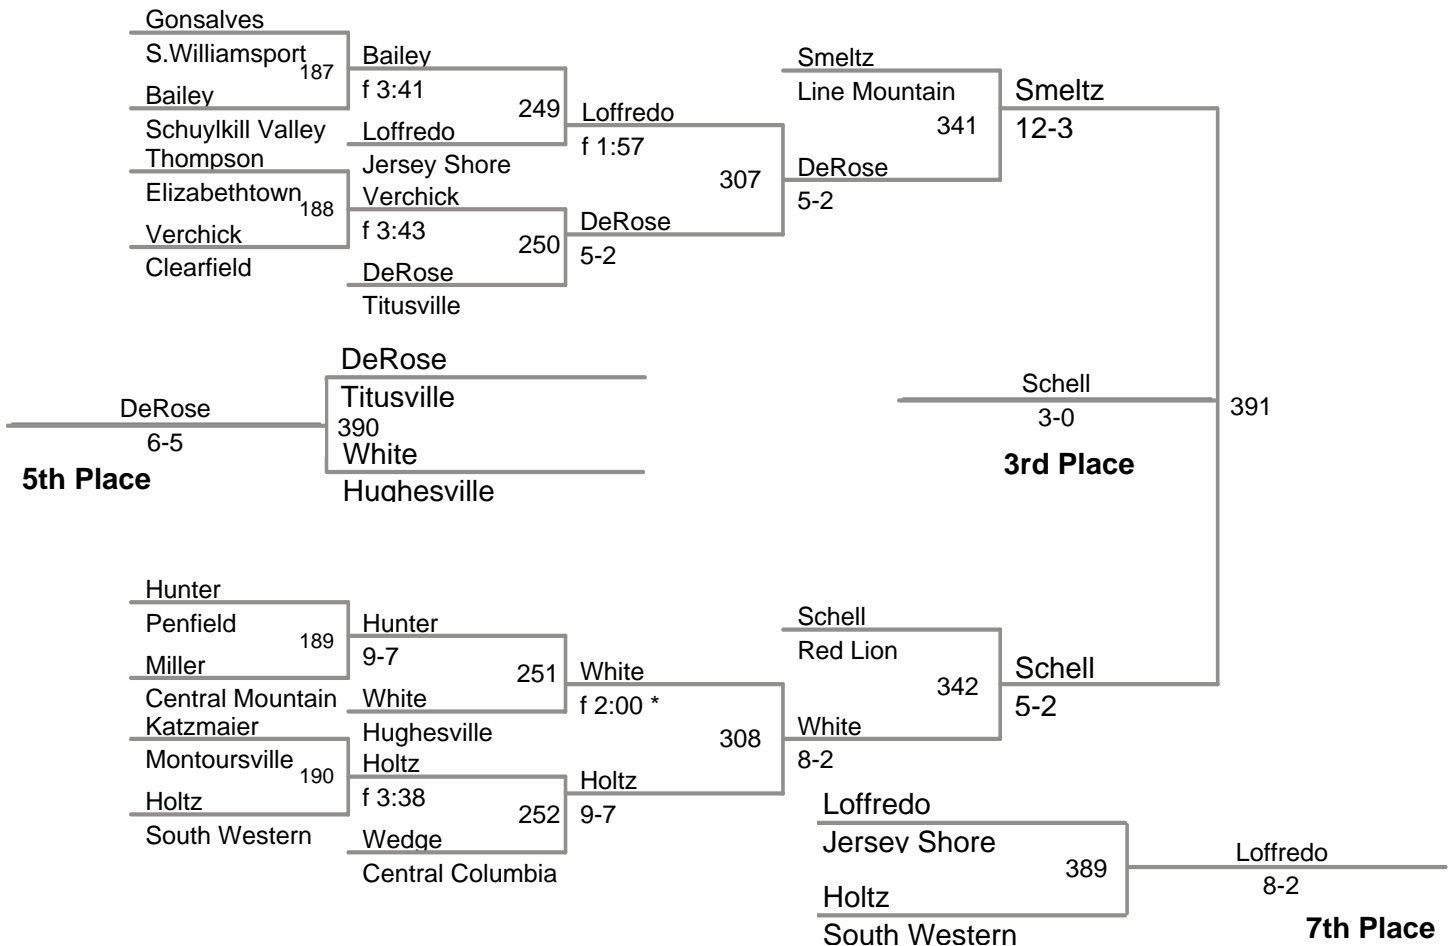 Gonsalves
S.Williamsport
187
Bailey
Schuylkill Valley
Thompson
Elizabethtown
188
Verchick
Clearfield
Bailey
f 3:41
249
Loffredo
Jersey Shore
Verchick
f 3:43
250
DeRose
Titusville
Loffredo
f 1:57
307
DeRose
5-2
Smeltz
Line Mountain
341
DeRose
5-2
Smeltz
12-3
DeRose
6-5
5th Place
DeRose
Titusville
390
White
Hughesville
Schell
3-0
3rd Place
391
Hunter
Penfield
189
Miller
Central Mountain
Katzmaier
Montoursville
190
Holtz
South Western
Hunter
9-7
251
White
Hughesville
Holtz
f 3:38
252
Wedge
Central Columbia
White
f 2:00 *
308
Holtz
9-7
Schell
Red Lion
342
White
8-2
Schell
5-2
Loffredo
Jersey Shore
389
Holtz
South Western
Loffredo
8-2
7th Place